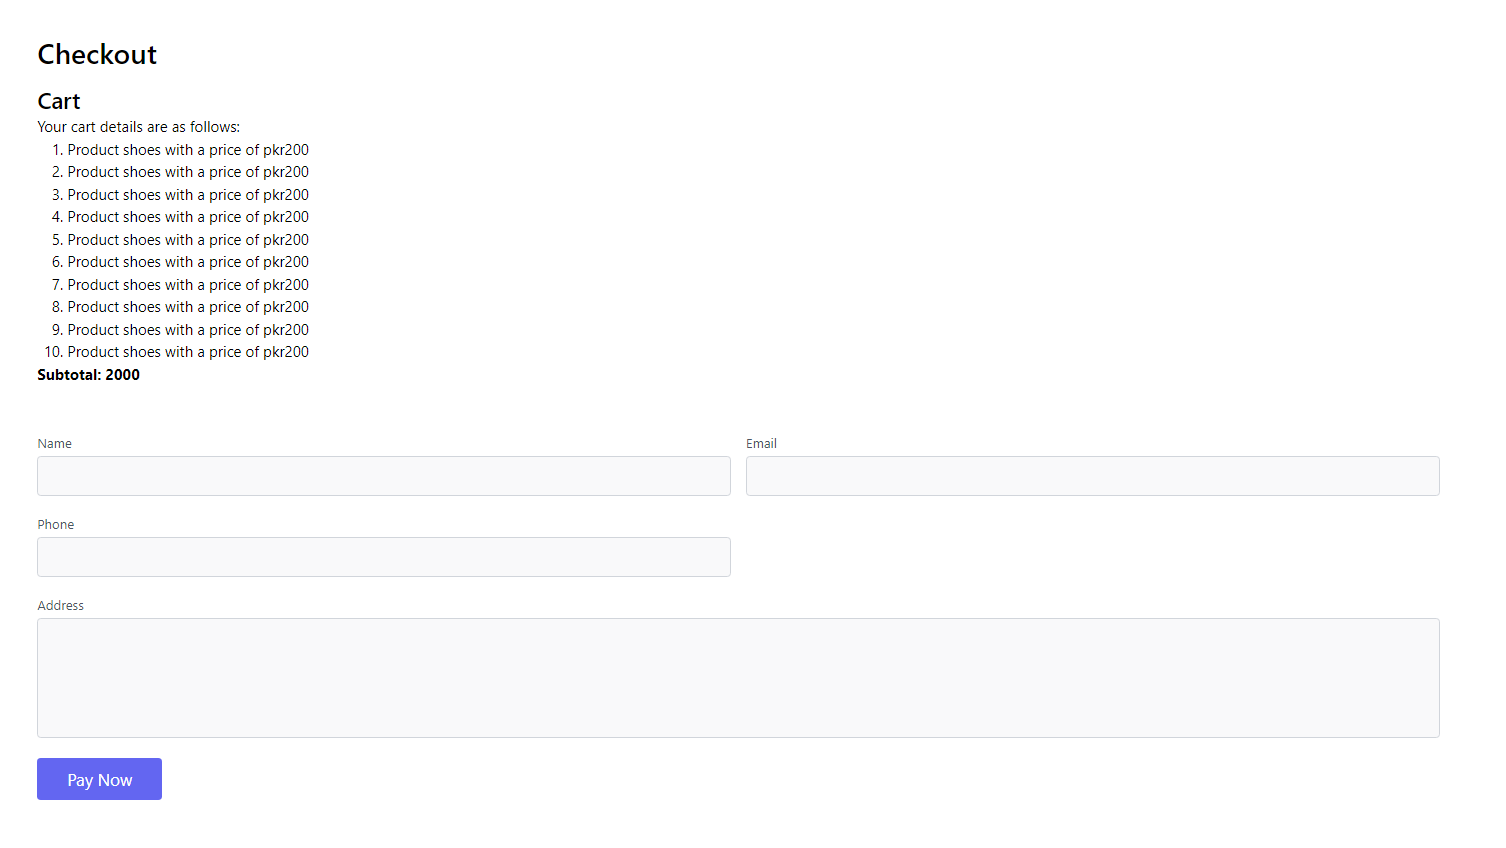 Checkout
Cart
Your cart details are as follows:
1. Product shoes with a price of pkr200
2. Product shoes with a price of pkr200
3. Product shoes with a price of pkr200
4. Product shoes with a price of pkr200
5. Product shoes with a price of pkr200
6. Product shoes with a price of pkr200
7. Product shoes with a price of pkr200
8. Product shoes with a price of pkr200
9. Product shoes with a price of pkr200
10. Product shoes with a price of pkr200
Subtotal: 2000
Name Email
Phone
Address
Pay Now